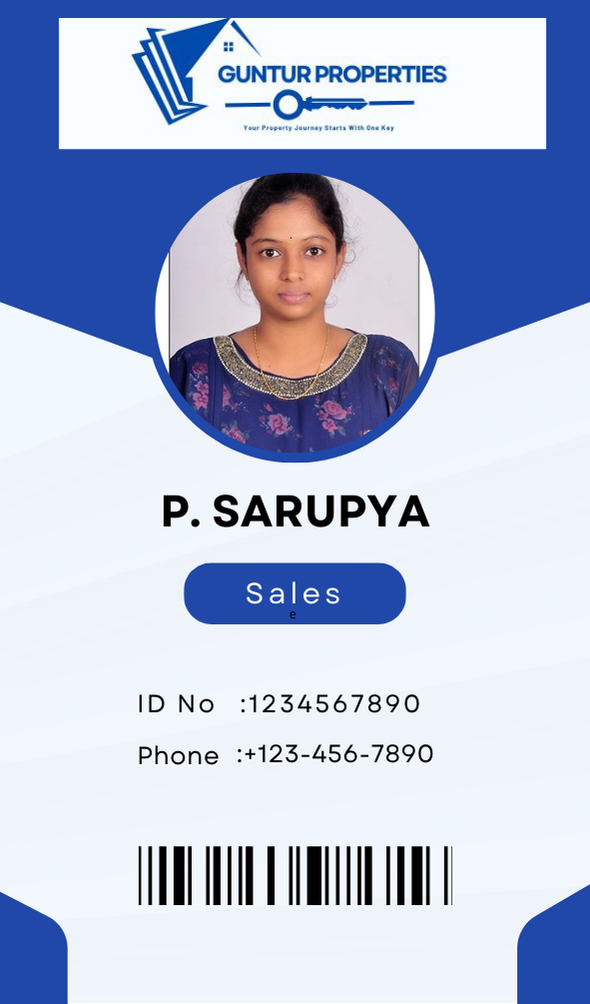 GUNTUR PROPERTIES
Your Property Journey Starts With One Key
P. SARUPYA
Sales
e
ID No :1234567890
Phone :+123-456-7890